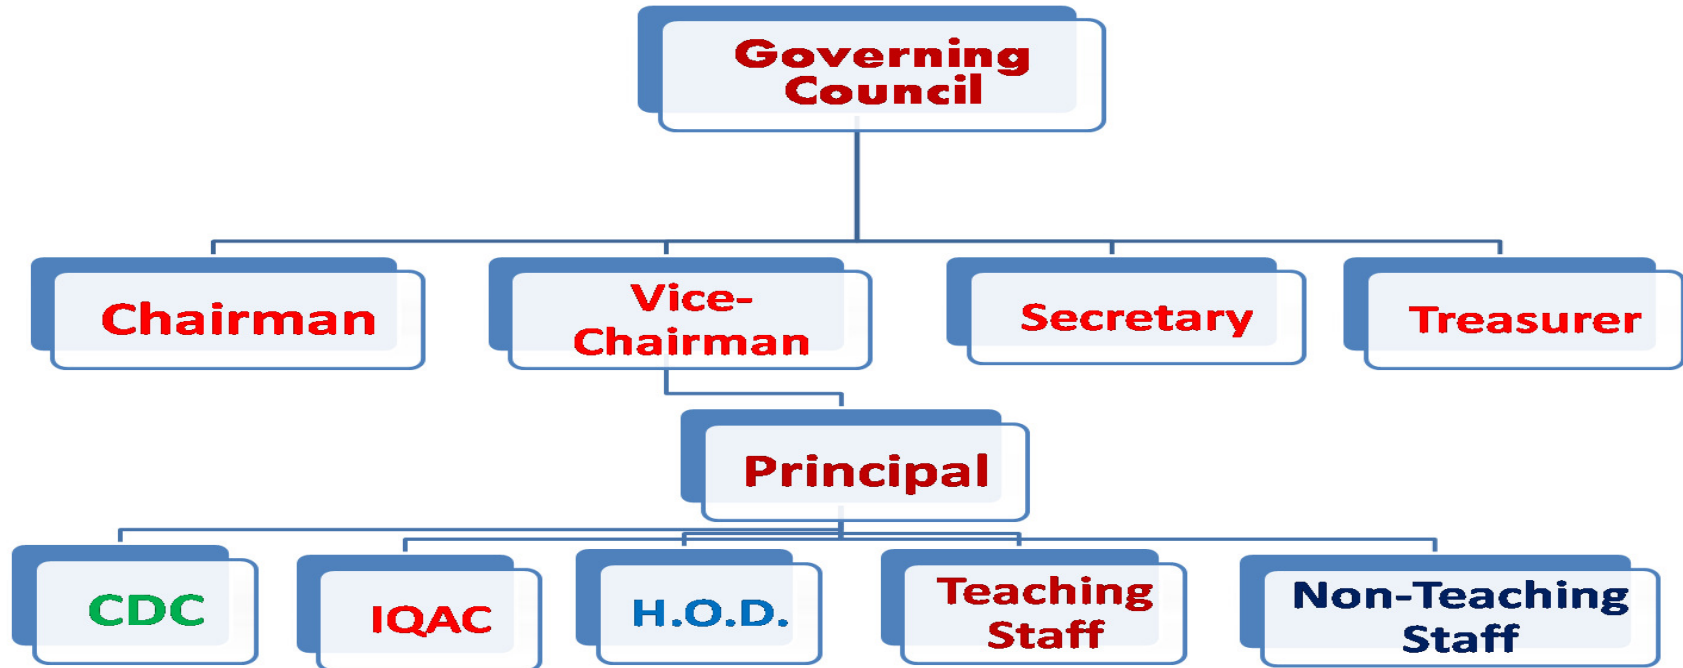 Governing
Council
Chairman
Vice-
Chairman
Secretary
Treasurer
Principal
CDC
IQAC
H.O.D.
Teaching
Staff
Non-Teaching
Staff